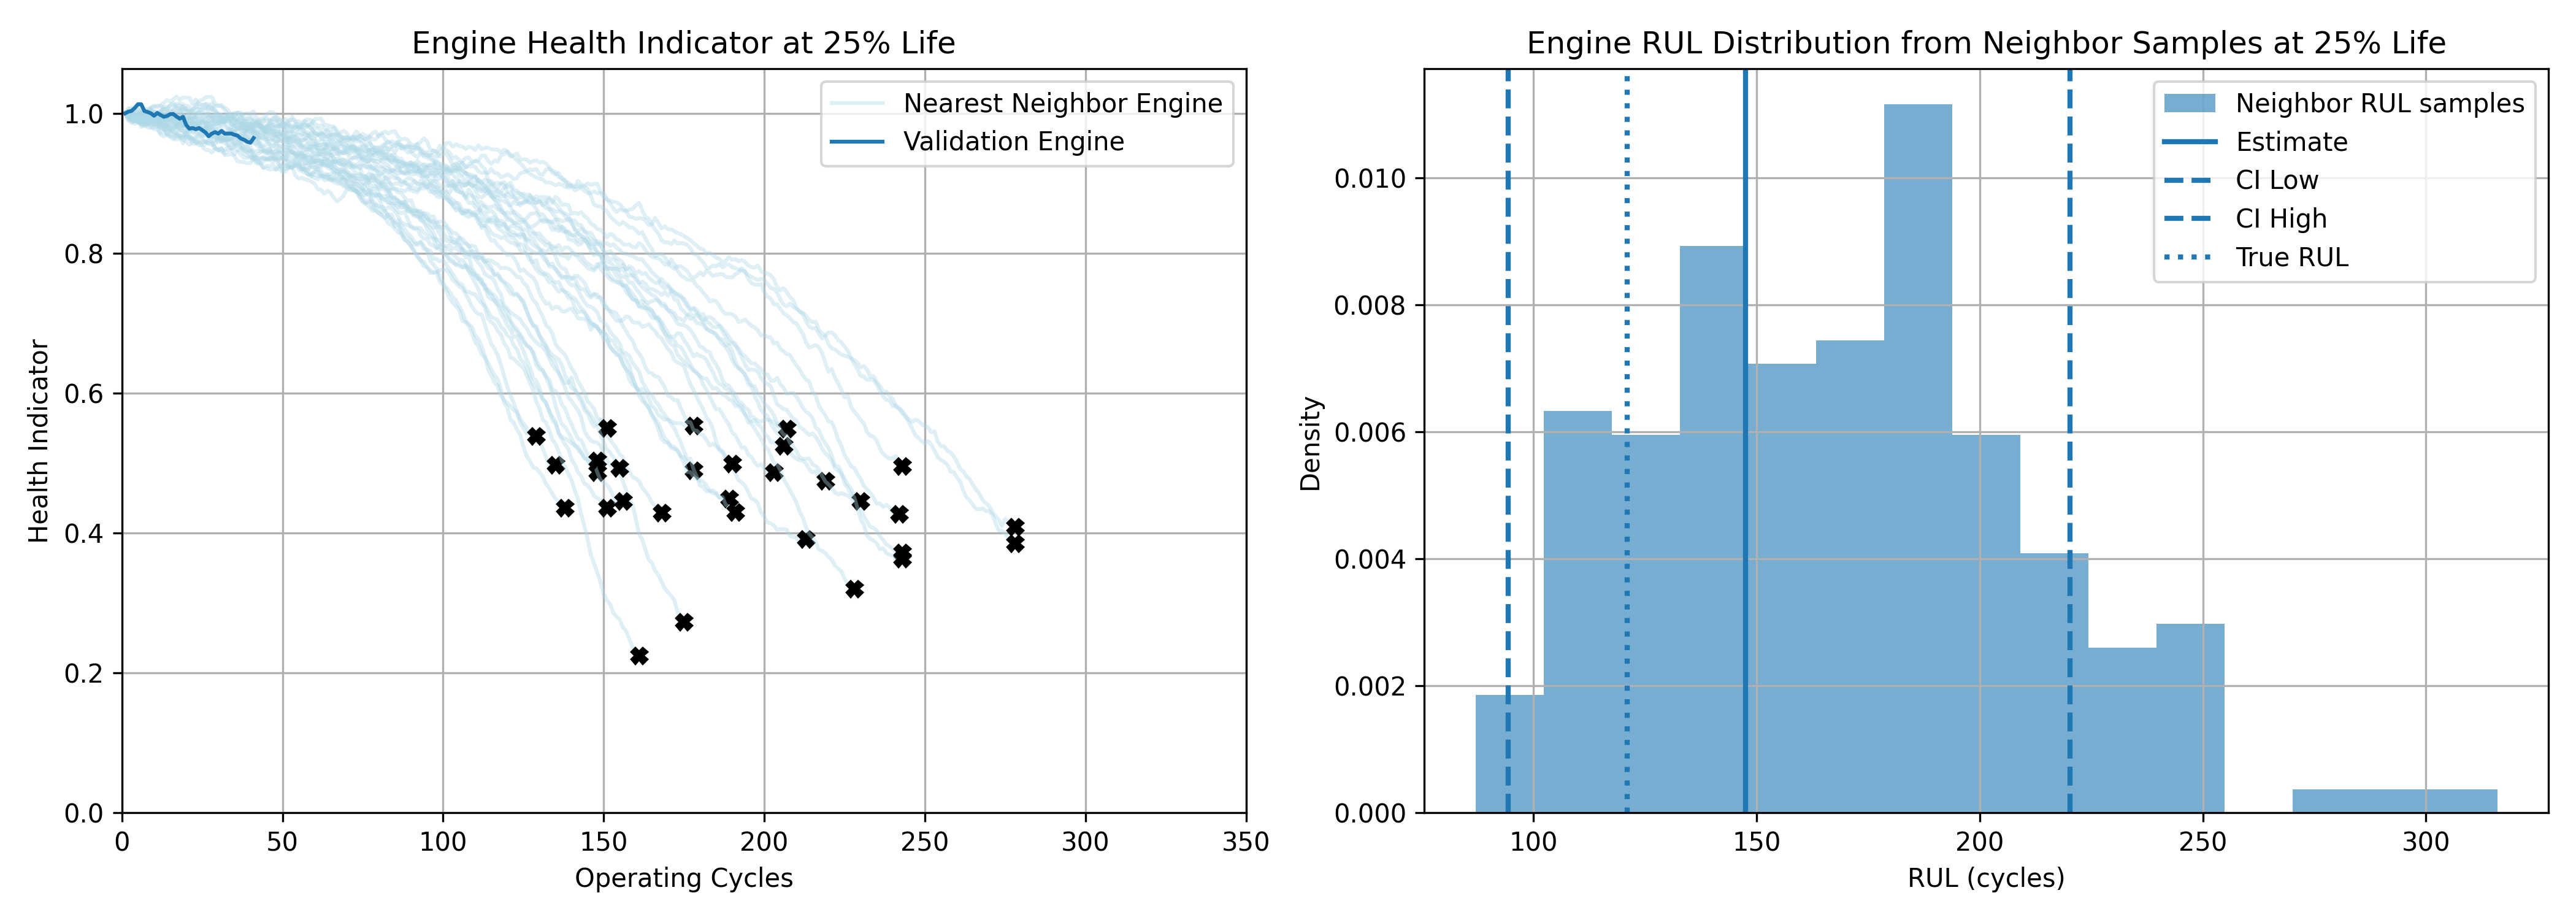 Engine Health Indicator at 25% Life
1.0
0.8
0.6
0.4
0.2
0.0
Health Indicator
0
50
100
150
200
250
300
350
Operating Cycles
Nearest Neighbor Engine
Validation Engine
Engine RUL Distribution from Neighbor Samples at 25% Life
0.010
0.008
0.006
0.004
0.002
0.000
Density
100
150
200
250
300
RUL (cycles)
Neighbor RUL samples
Estimate
CI Low
CI High
True RUL